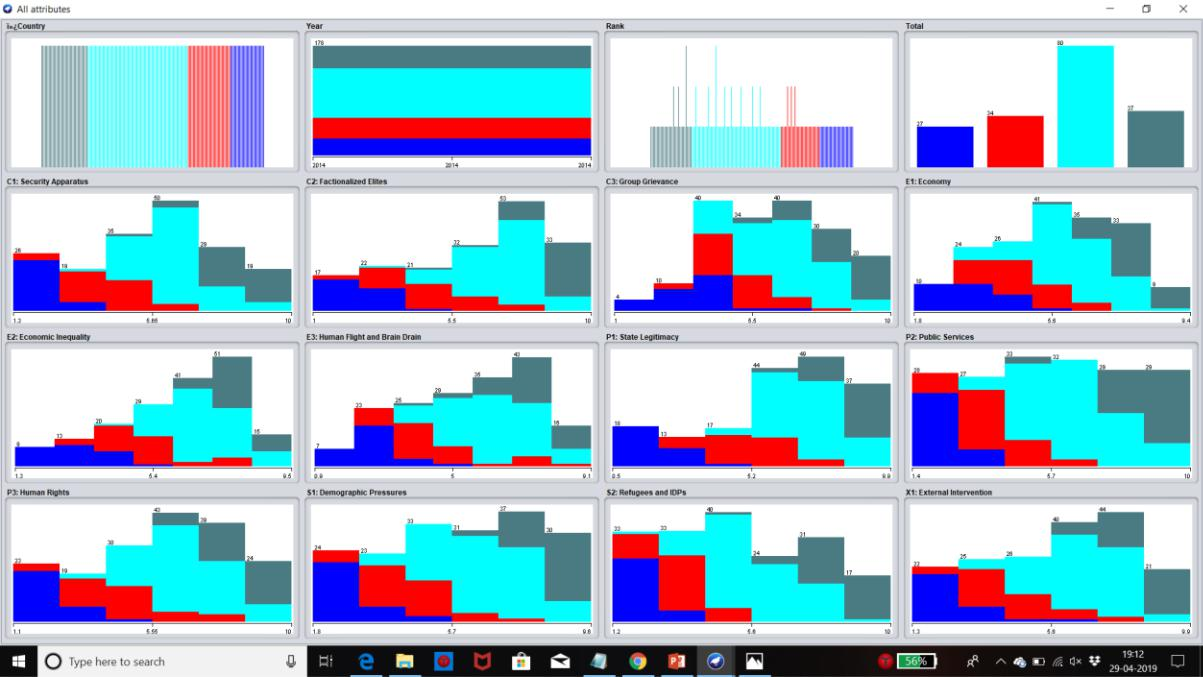 All attributes
ï»¿Country
Year
Rank
Total
178
2014 2014 2014
27 34 80 37
C1: Security Apparatus
C2: Factionalized Elites
C3: Group Grievance
E1: Economy
26 19 35 50 29 19
1.3 5.65 10
17 22 21 32 53 33
1 5.5 10
4 10 40 34 40 30 20
1 5.5 10
10 24 26 41 35 33 9
1.8 5.6 9.4
E2: Economic Inequality
E3: Human Flight and Brain Drain
P1: State Legitimacy
P2: Public Services
9 13 20 29 41 51 15
1.3 5.4 9.5
7 23 25 29 35 43 16
0.9 5 9.1
18 13 17 44 49 37
0.5 5.2 9.9
28 27 33 32 29 29
1.4 5.7 10
P3: Human Rights
S1: Demographic Pressures
S2: Refugees and IDPs
X1: External Intervention
23 19 30 43 39 24
1.1 5.55 10
24 23 33 31 37 30
1.8 5.7 9.6
33 33 40 24 31 17
1.2 10
22 25 26 40 44 21
1.3 9.9
Type here to search
56%
19:12
29-04-2019